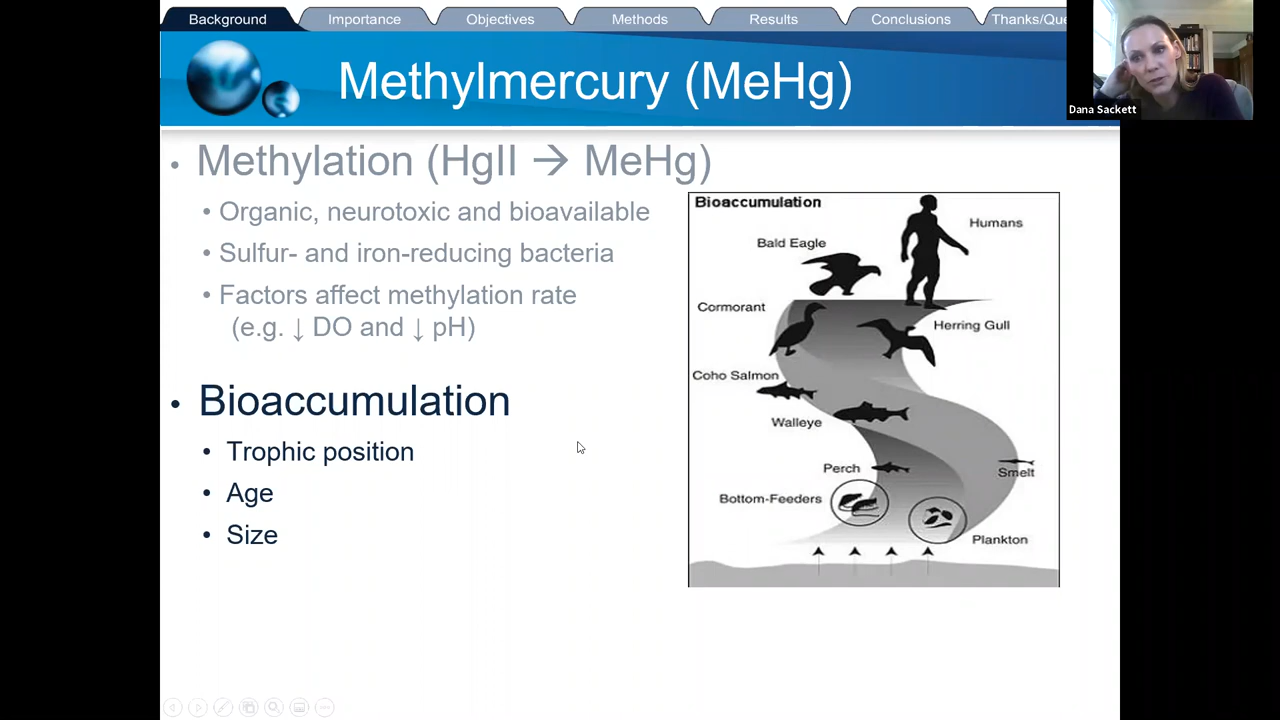 Background Importance Objectives Methods Results Conclusions Thanks/Que
Dana Sackett
Methylmercury (MeHg)
• Methylation (HgII → MeHg)
• Organic, neurotoxic and bioavailable
• Sulfur- and iron-reducing bacteria
• Factors affect methylation rate
(e.g. ↓ DO and ↓ pH)
• Bioaccumulation
• Trophic position
• Age
• Size
Bioaccumulation
Humans
Bald Eagle
Cormorant
Herring Gull
Coho Salmon
Walleye
Perch
Smelt
Bottom-Feeders
Plankton